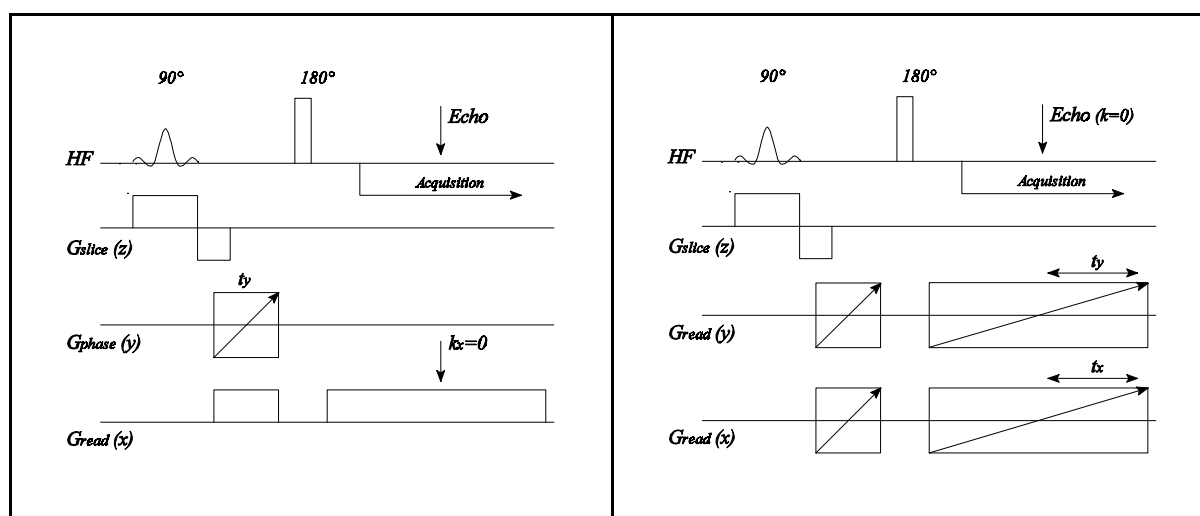 90°
180°
Echo
HF
Acquisition
Gslice (z)
ty
Gphase (y)
kx=0
Gread (x)
90°
180°
Echo (k=0)
HF
Acquisition
Gslice (z)
ty
Gread (y)
tx
Gread (x)